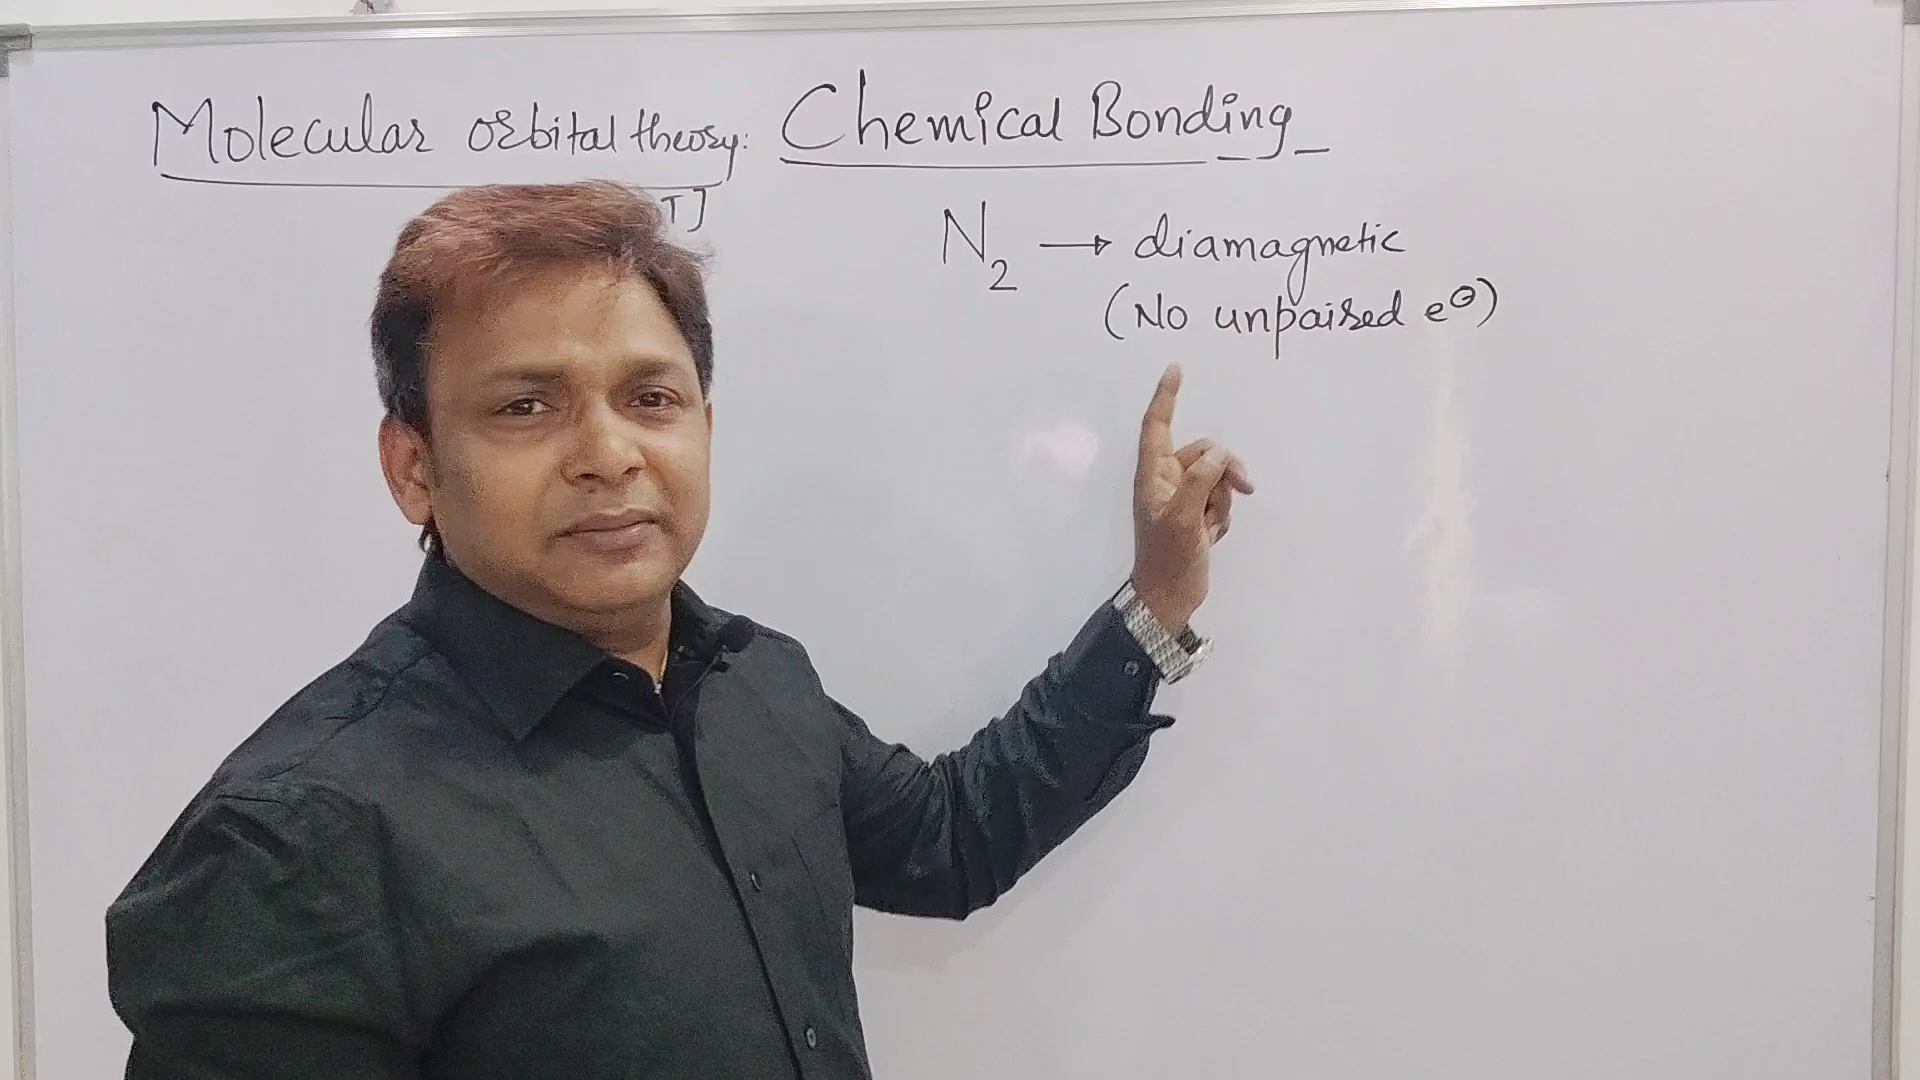 Molecular orbital theory: Chemical Bonding
T]
N₂ → diamagnetic
(No unpaired e⊖)